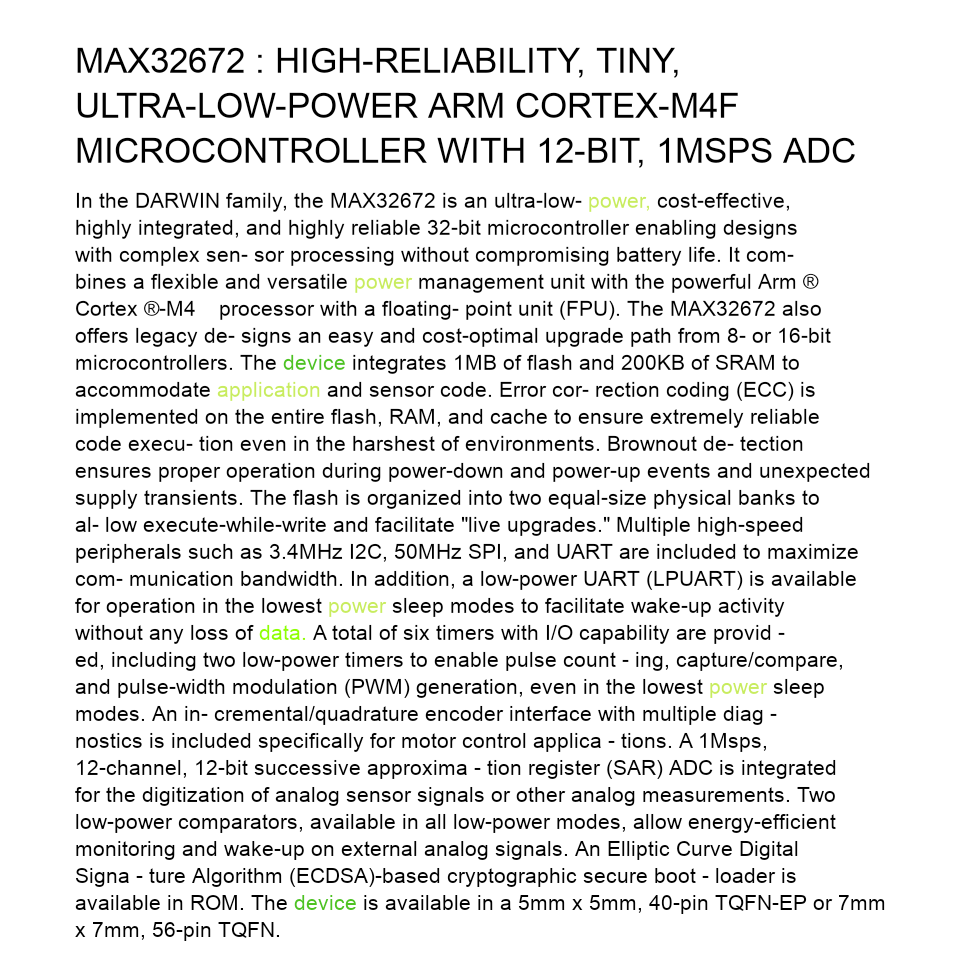 MAX32672 : HIGH-RELIABILITY, TINY,
ULTRA-LOW-POWER ARM CORTEX-M4F
MICROCONTROLLER WITH 12-BIT, 1MSPS ADC
In the DARWIN family, the MAX32672 is an ultra-low- power, cost-effective,
highly integrated, and highly reliable 32-bit microcontroller enabling designs
with complex sen- sor processing without compromising battery life. It com-
bines a flexible and versatile power management unit with the powerful Arm ®
Cortex ®-M4    processor with a floating- point unit (FPU). The MAX32672 also
offers legacy de- signs an easy and cost-optimal upgrade path from 8- or 16-bit
microcontrollers. The device integrates 1MB of flash and 200KB of SRAM to
accommodate application and sensor code. Error cor- rection coding (ECC) is
implemented on the entire flash, RAM, and cache to ensure extremely reliable
code execu- tion even in the harshest of environments. Brownout de- tection
ensures proper operation during power-down and power-up events and unexpected
supply transients. The flash is organized into two equal-size physical banks to
al- low execute-while-write and facilitate "live upgrades." Multiple high-speed
peripherals such as 3.4MHz I2C, 50MHz SPI, and UART are included to maximize
com- munication bandwidth. In addition, a low-power UART (LPUART) is available
for operation in the lowest power sleep modes to facilitate wake-up activity
without any loss of data. A total of six timers with I/O capability are provid -
ed, including two low-power timers to enable pulse count - ing, capture/compare,
and pulse-width modulation (PWM) generation, even in the lowest power sleep
modes. An in- cremental/quadrature encoder interface with multiple diag -
nostics is included specifically for motor control applica - tions. A 1Msps,
12-channel, 12-bit successive approxima - tion register (SAR) ADC is integrated
for the digitization of analog sensor signals or other analog measurements. Two
low-power comparators, available in all low-power modes, allow energy-efficient
monitoring and wake-up on external analog signals. An Elliptic Curve Digital
Signa - ture Algorithm (ECDSA)-based cryptographic secure boot - loader is
available in ROM. The device is available in a 5mm x 5mm, 40-pin TQFN-EP or 7mm
x 7mm, 56-pin TQFN.